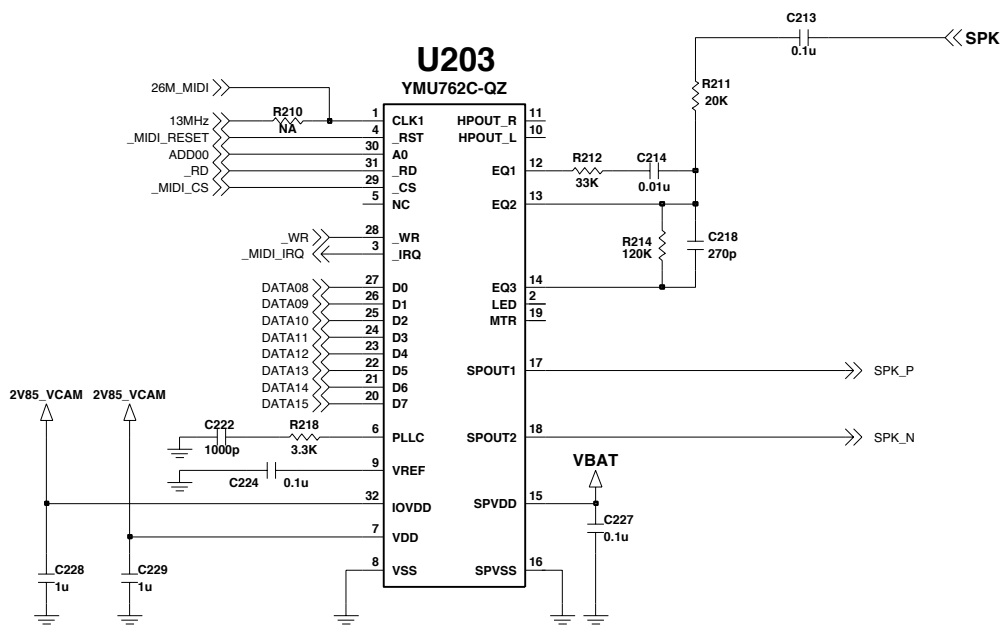 C213
0.1u
SPK
R211
20K
U203
YMU762C-QZ
26M_MIDI
13MHz
R210
NA
1
CLK1
HPOUT_R
11
_MIDI_RESET
4
_RST
HPOUT_L
10
ADD00
30
A0
_RD
31
_RD
EQ1
12
R212
33K
C214
0.01u
_MIDI_CS
29
_CS
5
NC
EQ2
13
_WR
28
_WR
_MIDI_IRQ
3
_IRQ
R214
120K
C218
270p
DATA08
27
D0
EQ3
14
DATA09
26
D1
LED
2
DATA10
25
D2
MTR
19
DATA11
24
D3
DATA12
23
D4
DATA13
22
D5
SPOUT1
17
SPK_P
DATA14
21
D6
DATA15
20
D7
2V85_VCAM
2V85_VCAM
C222
1000p
R218
3.3K
6
PLLC
SPOUT2
18
SPK_N
C224
0.1u
9
VREF
VBAT
32
IOVDD
SPVDD
15
C227
0.1u
7
VDD
C228
1u
C229
1u
8
VSS
SPVSS
16